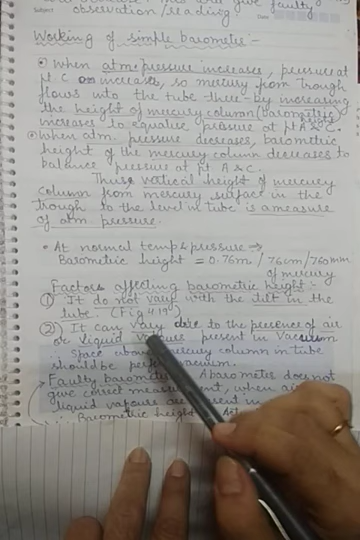 observation/reading
Subject
Date
Working of simple barometer :-
when atm. pressure increases, pressure at
pt C increases, so mercury from trough
flows into the tube there-by increasing
the height of mercury column (barometric
height)
increases to equalise pressure at pt A & C.
when atm. pressure decreases, barometric
height of the mercury column decreases to
balance pressure at pt A & C.
Thus vertical height of mercury
column from mercury surface in the
trough to the level in tube is a measure
of atm pressure.
• At normal temp & pressure ⇒
Barometric height = 0.76m / 76cm / 760mm
of mercury
Factors affecting barometric height :-
① It do not vary with the tilt in the
tube. (Fig 4.19)
② It can vary due to the presence of air
or liquid present in vacuum
Space above mercury column in tube
should be vacuum.
Faulty A barometer does not
give correct when air
liquid vapours are present in
Barometric height